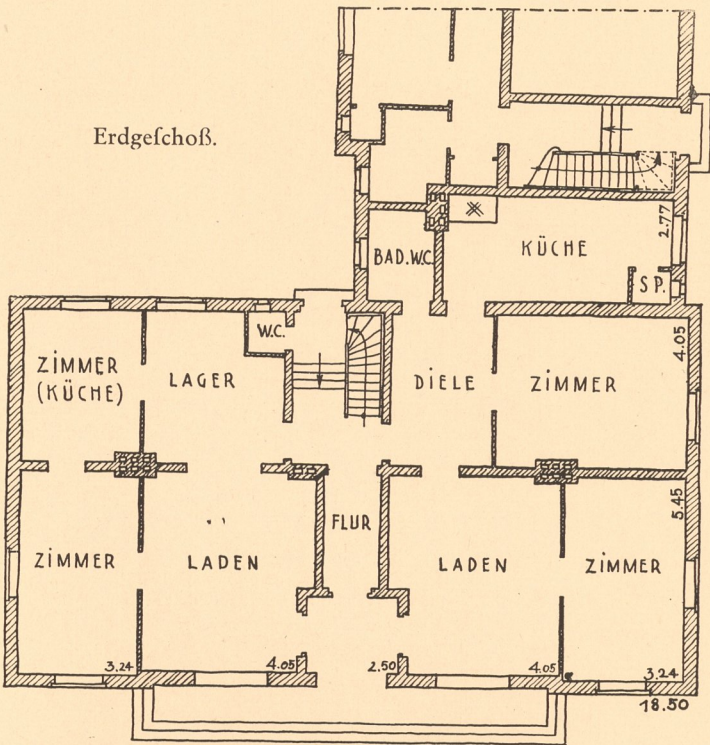 Erdgeſchoß.
2.77
KÜCHE
BAD.W.C.
SP.
W.C.
4.05
ZIMMER
(KÜCHE)
LAGER
DIELE
ZIMMER
5.45
FLUR
ZIMMER
LADEN
LADEN
ZIMMER
3.24
4.05
2.50
4.05
3.24
18.50